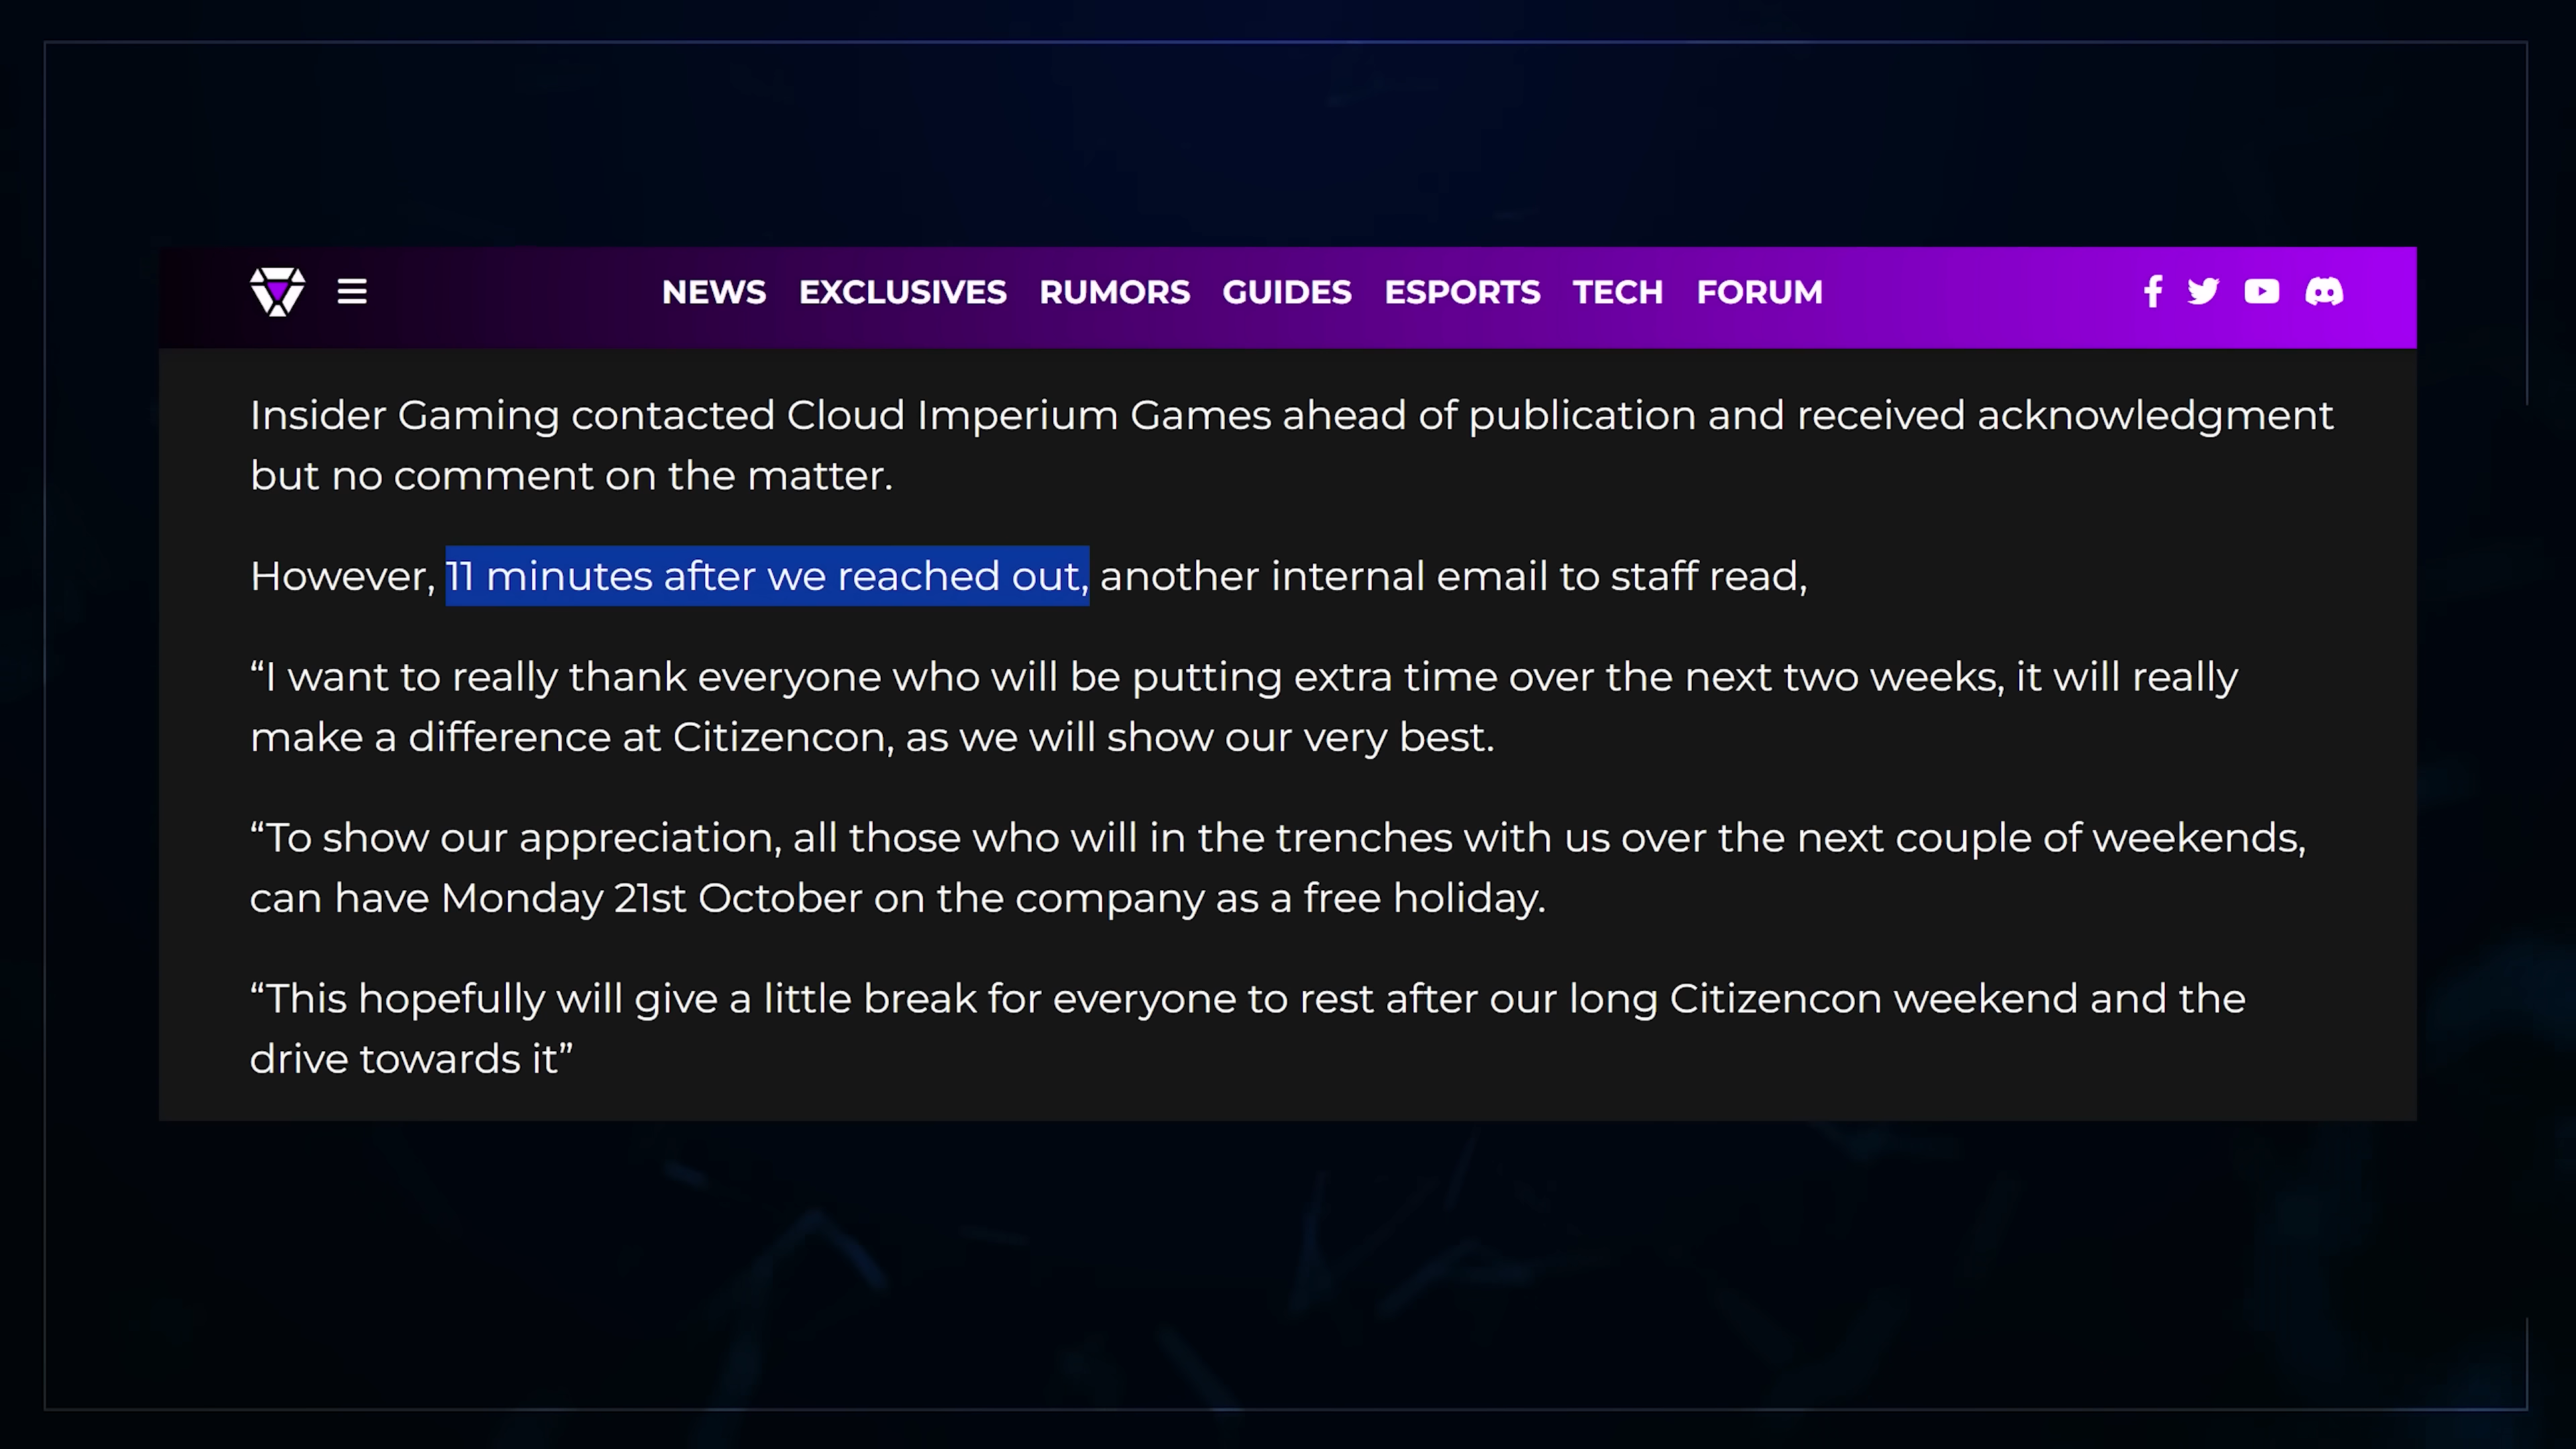 NEWS EXCLUSIVES RUMORS GUIDES ESPORTS TECH FORUM
Insider Gaming contacted Cloud Imperium Games ahead of publication and received acknowledgment
but no comment on the matter.
However, 11 minutes after we reached out, another internal email to staff read,
“I want to really thank everyone who will be putting extra time over the next two weeks, it will really
make a difference at Citizencon, as we will show our very best.
“To show our appreciation, all those who will in the trenches with us over the next couple of weekends,
can have Monday 21st October on the company as a free holiday.
“This hopefully will give a little break for everyone to rest after our long Citizencon weekend and the
drive towards it”